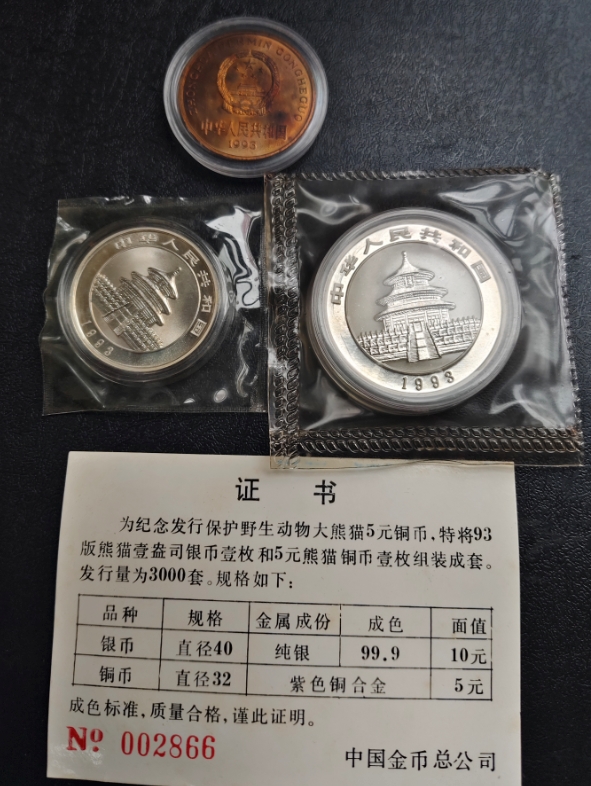 ZHONGHUA RENMIN GONGHEGUO
中华人民共和国
1993
中华人民共和国
1993
中华人民共和国
1993
证 书
为纪念发行保护野生动物大熊猫5元铜币,特将93
版熊猫壹盎司银币壹枚和5元熊猫铜币壹枚组装成套。
发行量为3000套。规格如下:
品种 规格 金属成份 成色 面值
银币 直径40 纯银 99.9 10元
铜币 直径32 紫色铜合金 5元
成色标准,质量合格,谨此证明。
№ 002866
中国金币总公司